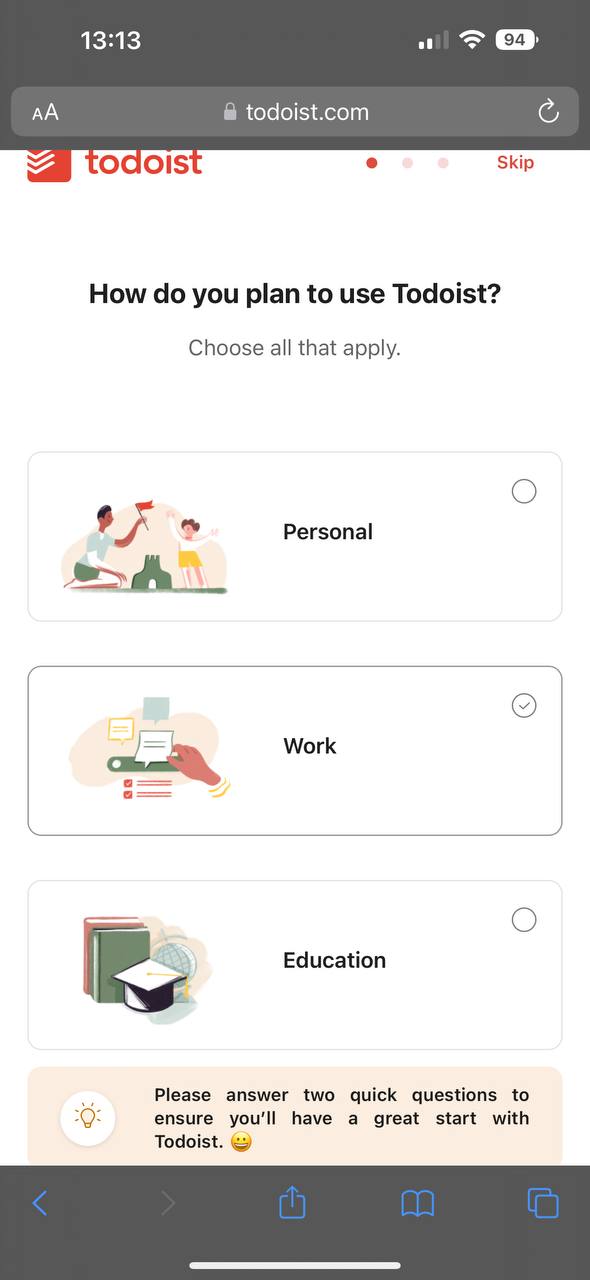 13:13
94
AA
todoist.com
todoist
Skip
How do you plan to use Todoist?
Choose all that apply.
Personal
Work
Education
Please answer two quick questions to
ensure you’ll have a great start with
Todoist. 😀